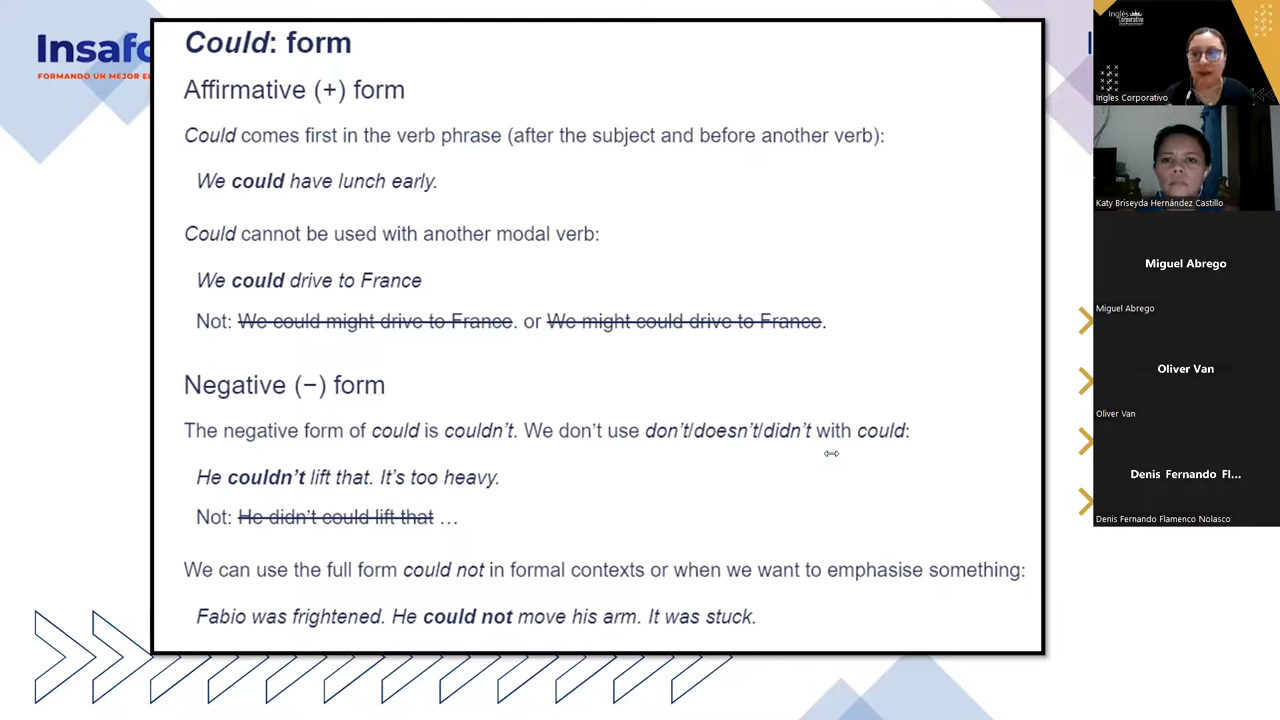 Insafo
FORMANDO UN MEJOR E
Could: form
Affirmative (+) form
Could comes first in the verb phrase (after the subject and before another verb):
We could have lunch early.
Could cannot be used with another modal verb:
We could drive to France
Not: We could might drive to France. or We might could drive to France.
Negative (−) form
The negative form of could is couldn’t. We don’t use don’t/doesn’t/didn’t with could:
He couldn’t lift that. It’s too heavy.
Not: He didn’t could lift that …
We can use the full form could not in formal contexts or when we want to emphasise something:
Fabio was frightened. He could not move his arm. It was stuck.
Inglés
Corporativo
Ingles Corporativo
Katy Briseyda Hernández Castillo
Miguel Abrego
Miguel Abrego
Oliver Van
Oliver Van
Denis Fernando Fl...
Denis Fernando Flamenco Nolasco